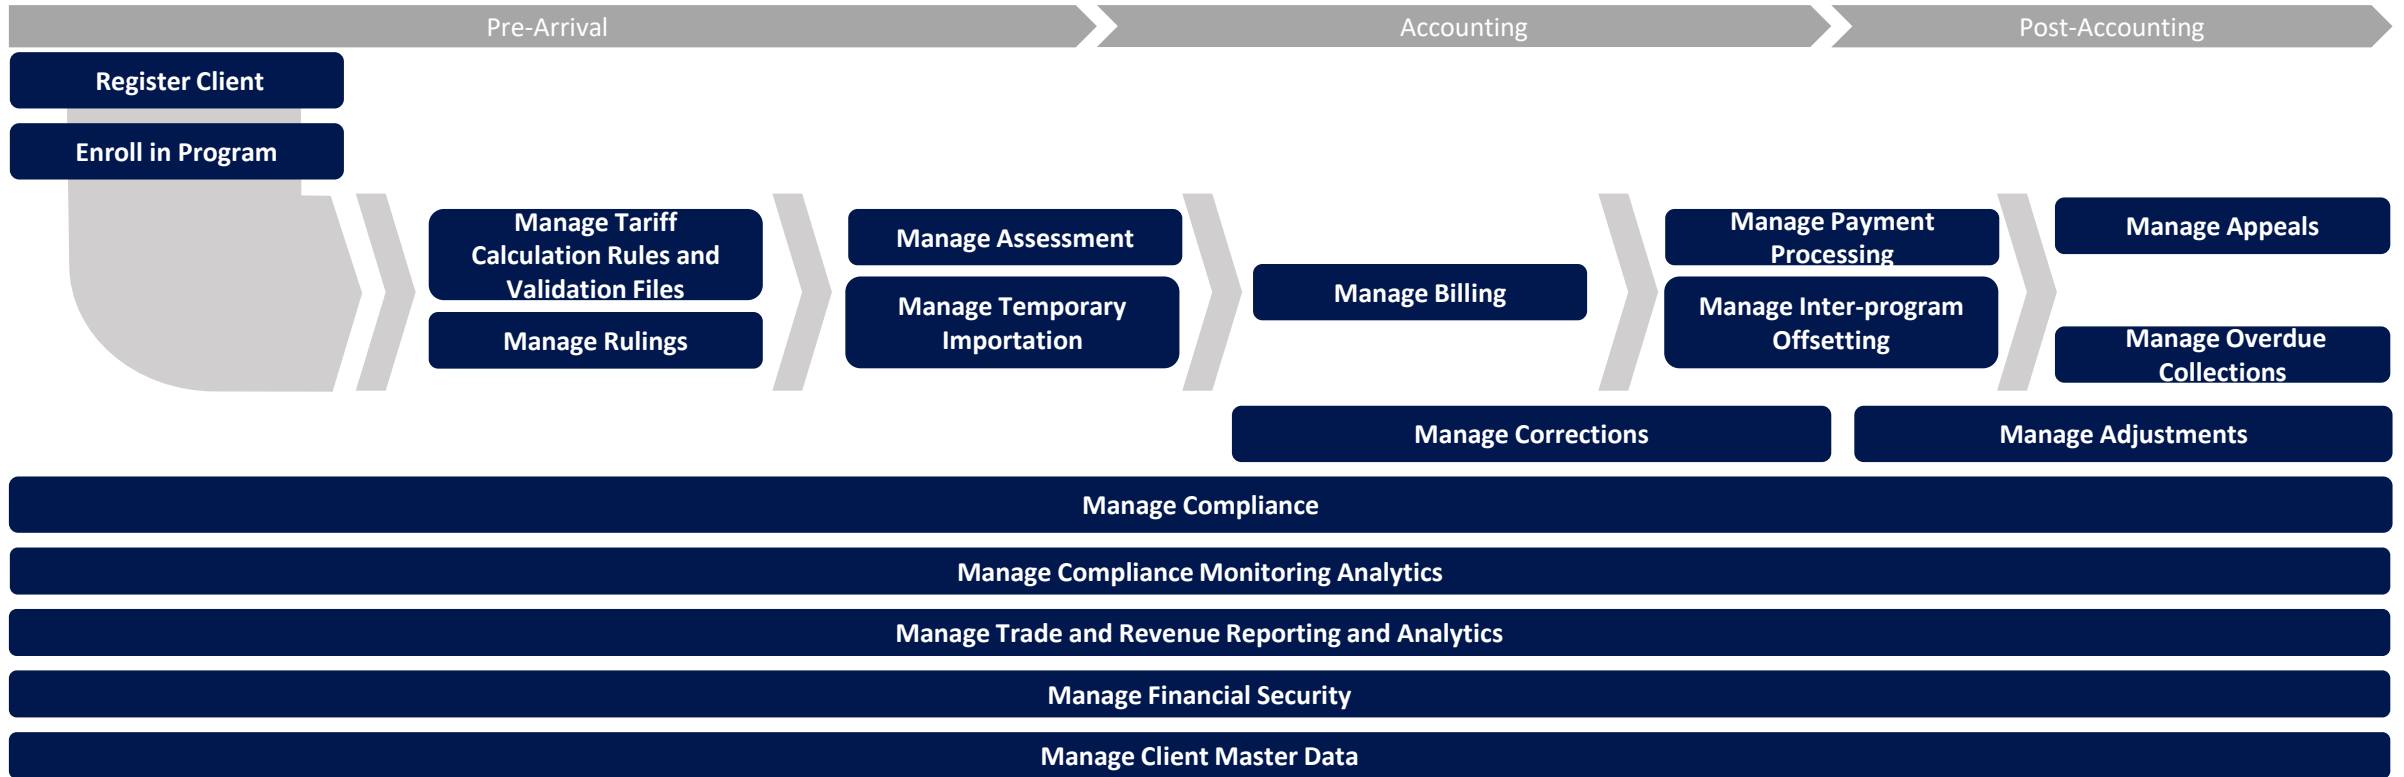 Pre-Arrival
Accounting
Post-Accounting
Register Client
Enroll in Program
Manage Tariff
Calculation Rules and
Validation Files
Manage Rulings
Manage Assessment
Manage Temporary
Importation
Manage Billing
Manage Payment
Processing
Manage Inter-program
Offsetting
Manage Appeals
Manage Overdue
Collections
Manage Corrections
Manage Adjustments
Manage Compliance
Manage Compliance Monitoring Analytics
Manage Trade and Revenue Reporting and Analytics
Manage Financial Security
Manage Client Master Data